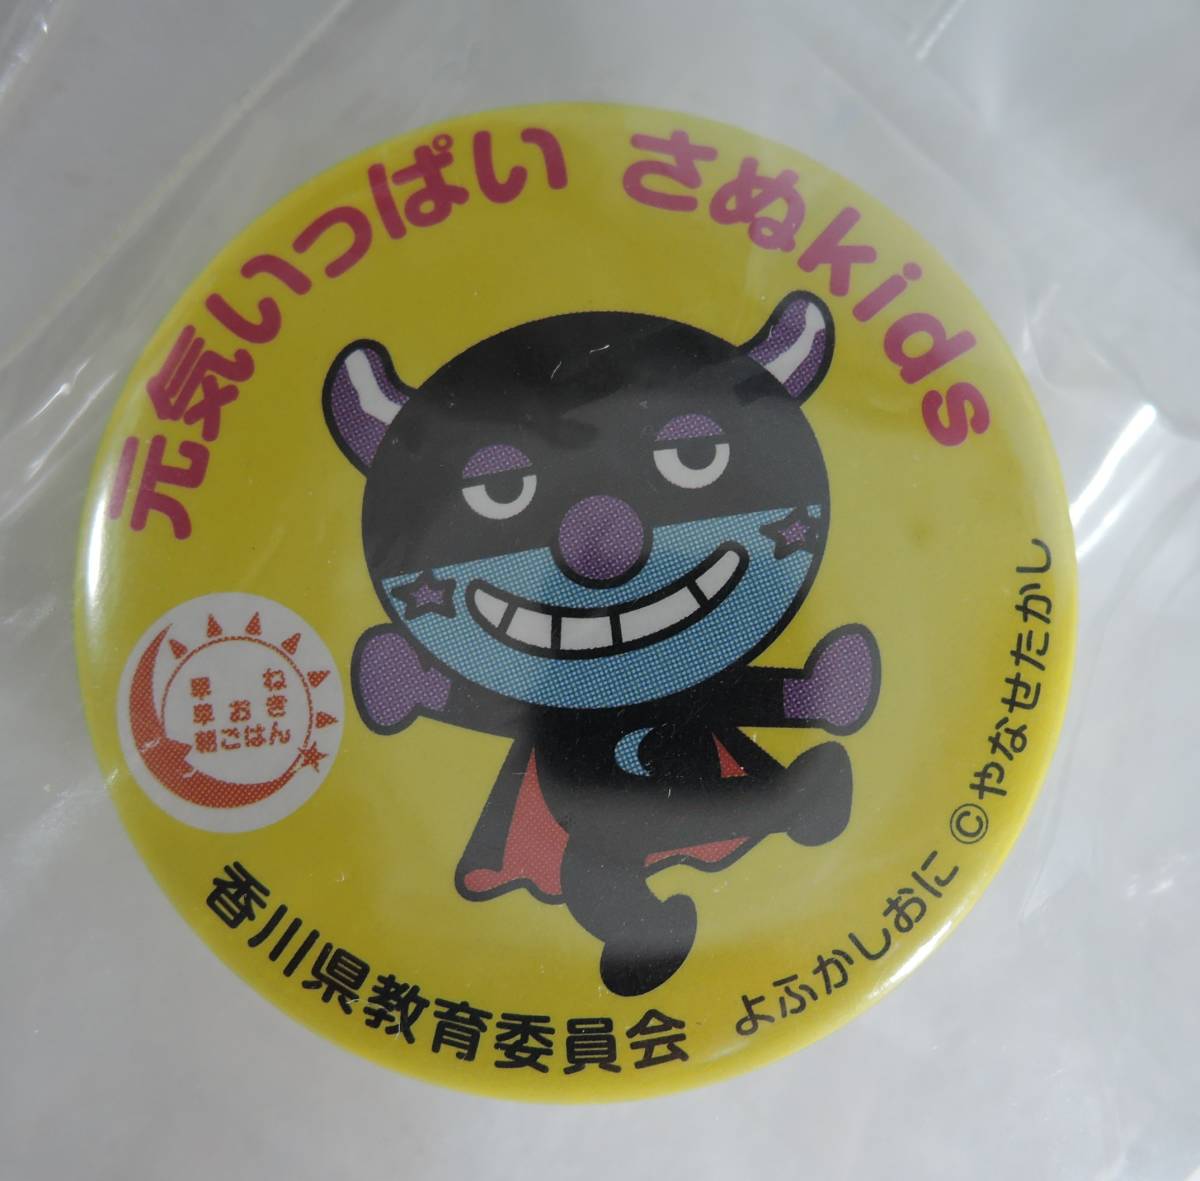 元気いっぱい さぬkids
早寝
早起き
朝ごはん
香川県教育委員会
よふかしおに ©やなせたかし